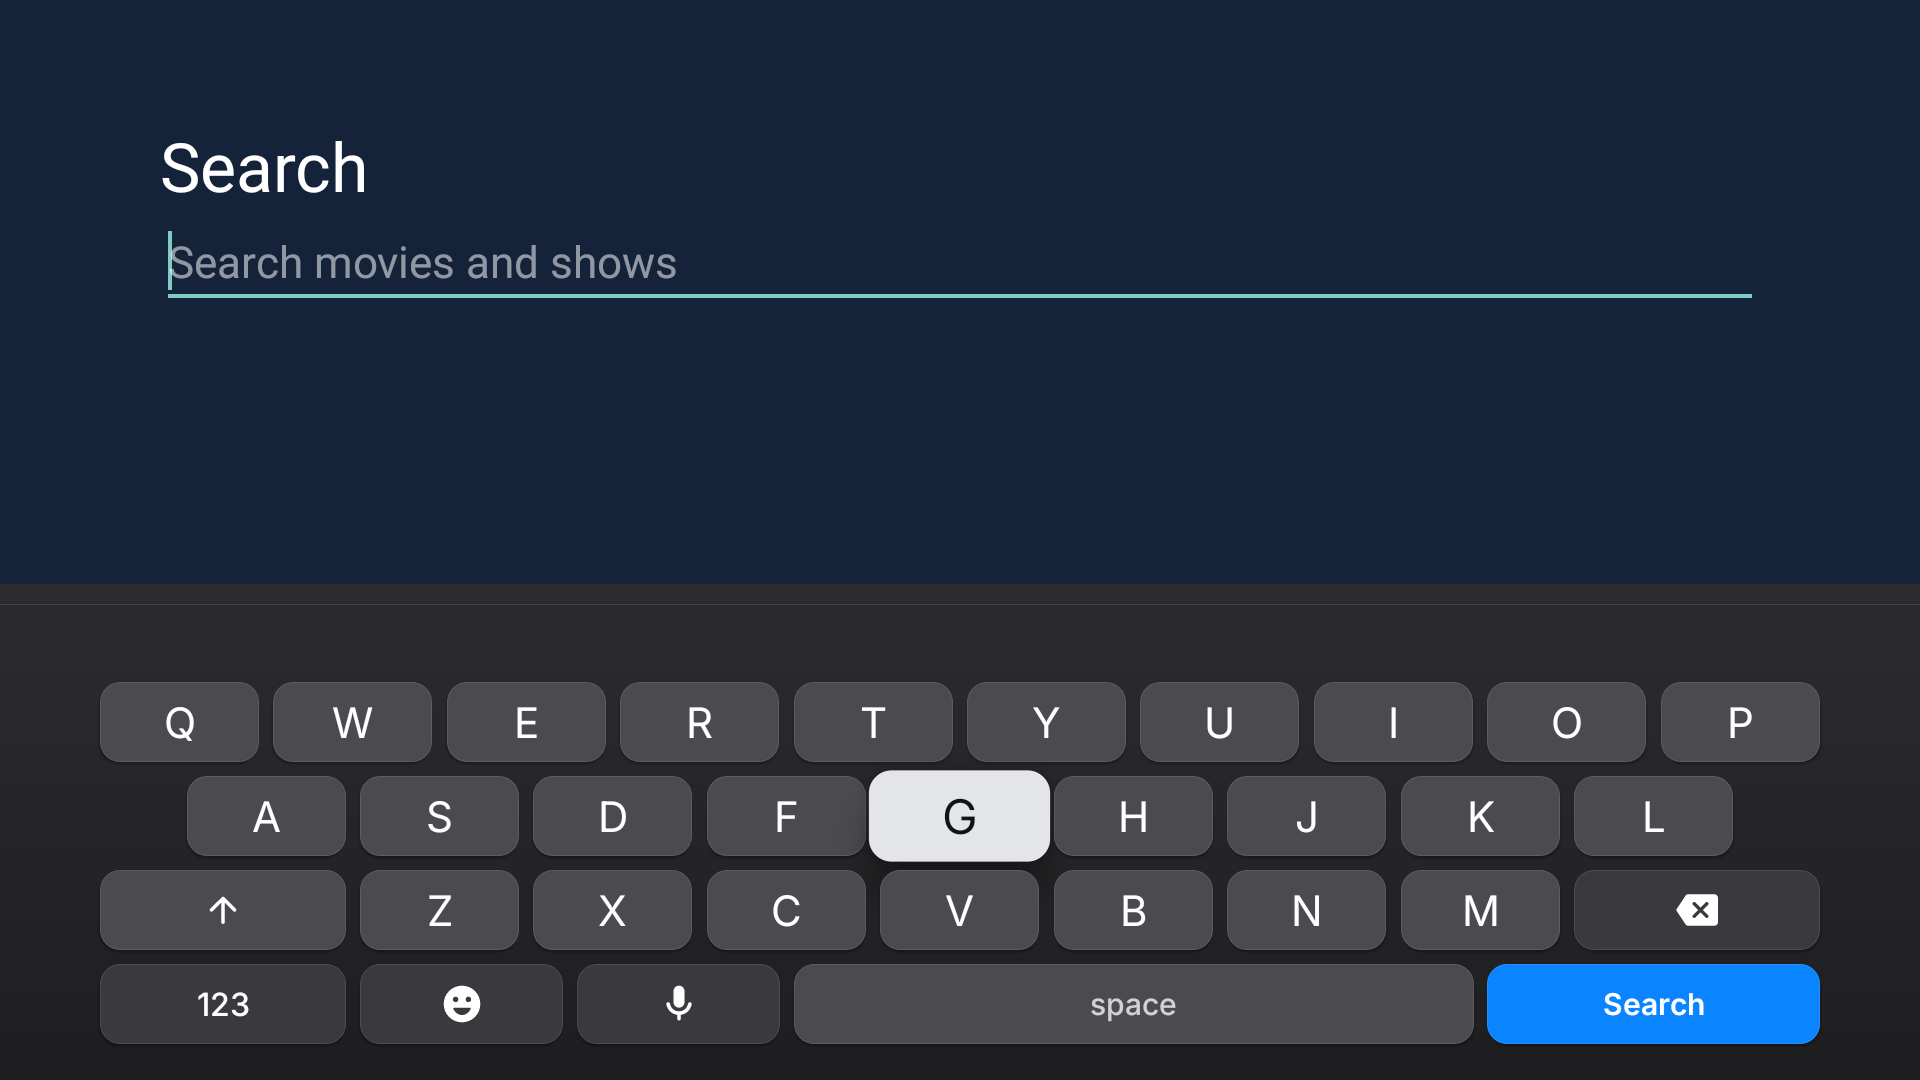 Search
Search movies and shows
Q W E R T Y U I O P
A S D F G H J K L
Z X C V B N M
123 space Search